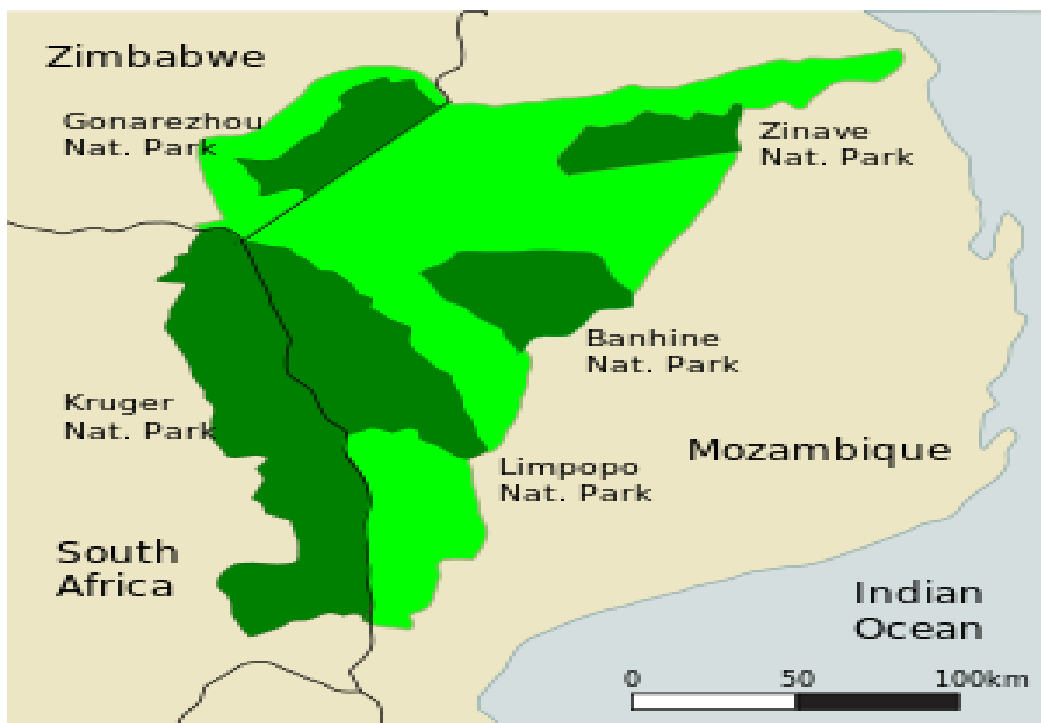 Zimbabwe
Gonarezhou
Nat. Park
Zinave
Nat. Park
Banhine
Nat. Park
Kruger
Nat. Park
Mozambique
Limpopo
Nat. Park
South
Africa
Indian
Ocean
0 50 100km